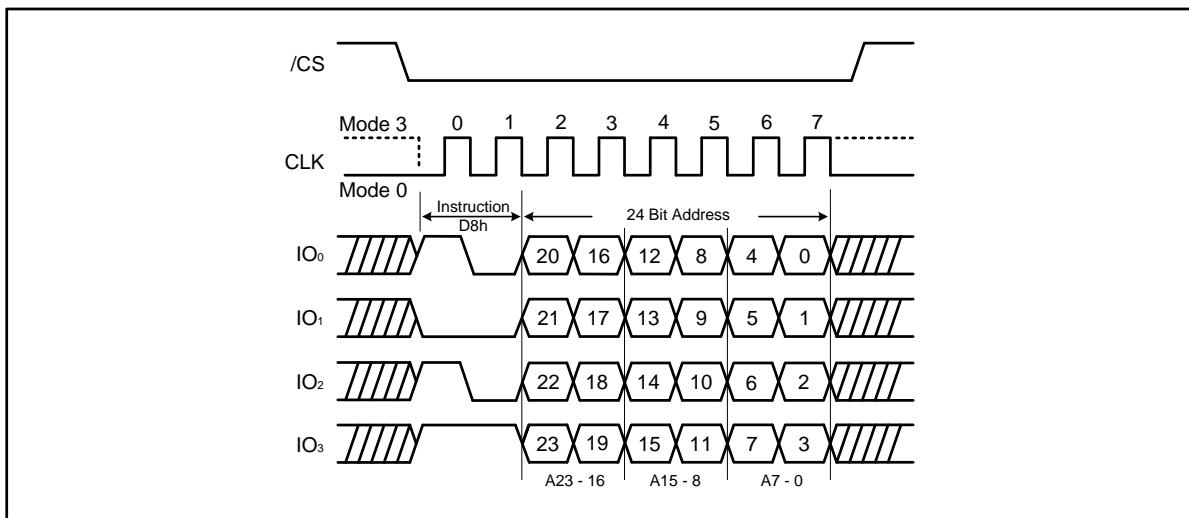 /CS
Mode 3 0 1 2 3 4 5 6 7
CLK
Mode 0
Instruction
D8h
24 Bit Address
IO₀ 20 16 12 8 4 0
IO₁ 21 17 13 9 5 1
IO₂ 22 18 14 10 6 2
IO₃ 23 19 15 11 7 3
A23 - 16 A15 - 8 A7 - 0